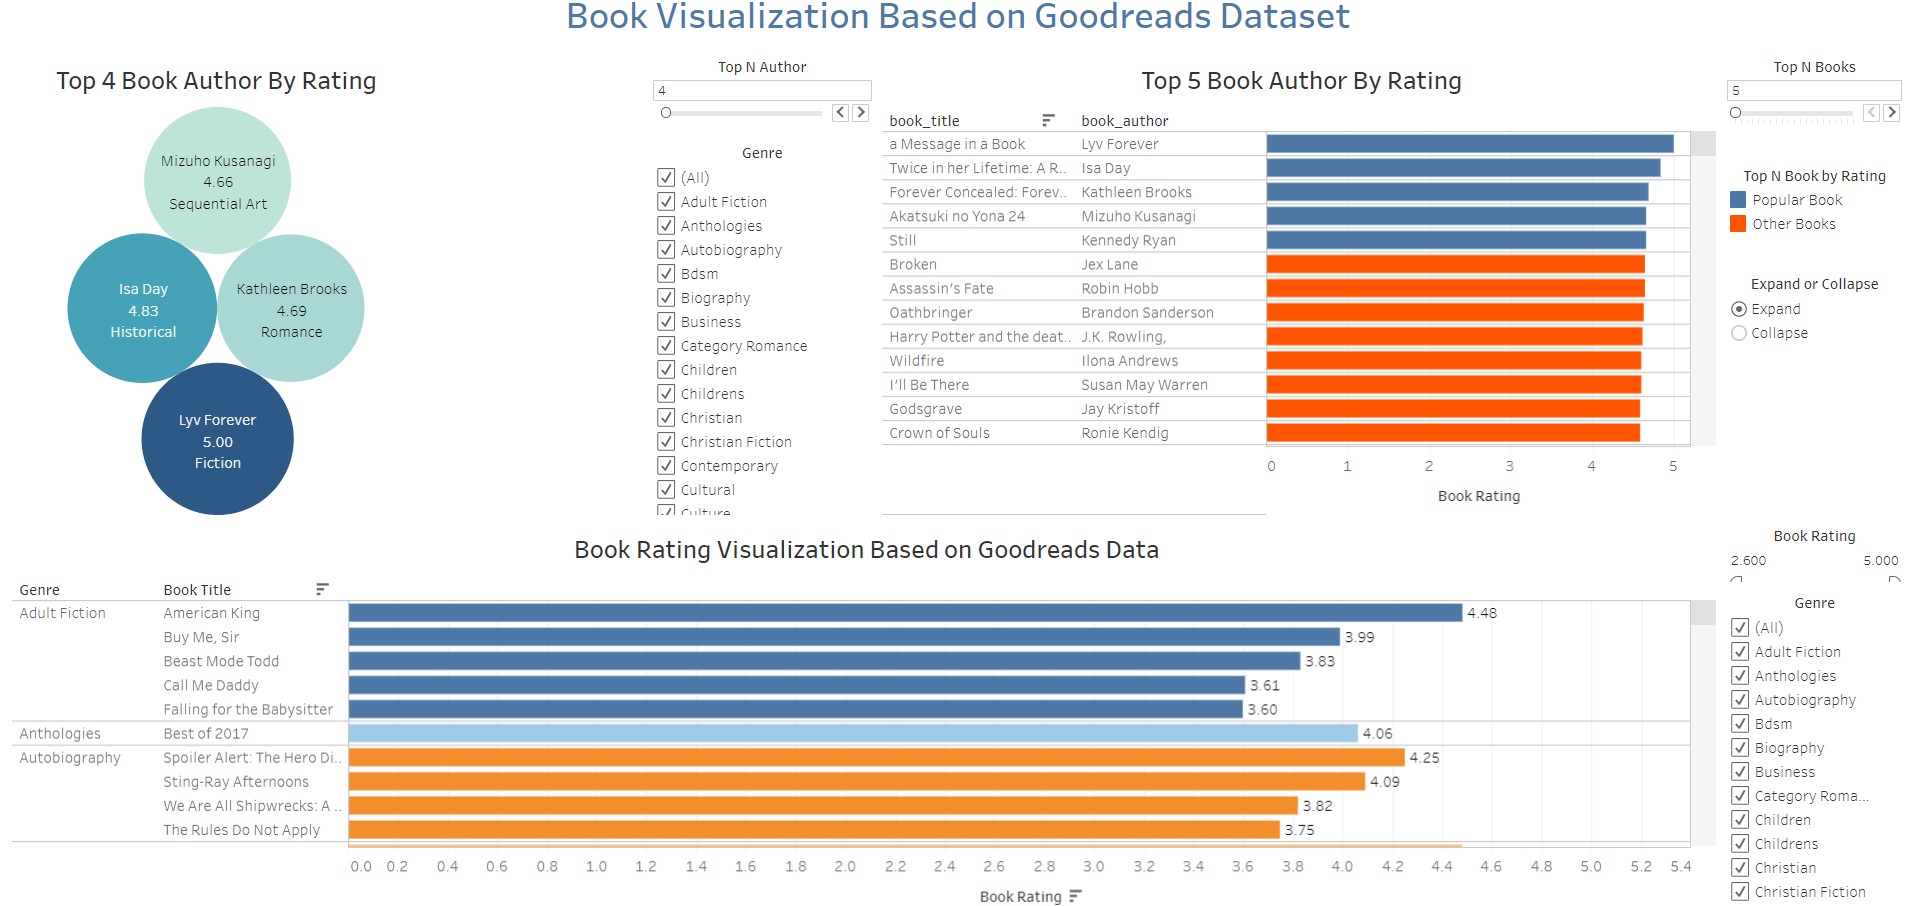 Book Visualization Based on Goodreads Dataset
Top 4 Book Author By Rating
Mizuho Kusanagi
4.66
Sequential Art
Isa Day
4.83
Historical
Kathleen Brooks
4.69
Romance
Lyv Forever
5.00
Fiction
Top N Author
4
Genre
(All)
Adult Fiction
Anthologies
Autobiography
Bdsm
Biography
Business
Category Romance
Children
Childrens
Christian
Christian Fiction
Contemporary
Cultural
Culture
Top 5 Book Author By Rating
book_title book_author
a Message in a Book Lyv Forever
Twice in her Lifetime: A R.. Isa Day
Forever Concealed: Forev.. Kathleen Brooks
Akatsuki no Yona 24 Mizuho Kusanagi
Still Kennedy Ryan
Broken Jex Lane
Assassin's Fate Robin Hobb
Oathbringer Brandon Sanderson
Harry Potter and the deat.. J.K. Rowling,
Wildfire Ilona Andrews
I'll Be There Susan May Warren
Godsgrave Jay Kristoff
Crown of Souls Ronie Kendig
0 1 2 3 4 5
Book Rating
Top N Books
5
Top N Book by Rating
Popular Book
Other Books
Expand or Collapse
Expand
Collapse
Book Rating Visualization Based on Goodreads Data
Genre Book Title
Adult Fiction American King 4.48
Buy Me, Sir 3.99
Beast Mode Todd 3.83
Call Me Daddy 3.61
Falling for the Babysitter 3.60
Anthologies Best of 2017 4.06
Autobiography Spoiler Alert: The Hero Di.. 4.25
Sting-Ray Afternoons 4.09
We Are All Shipwrecks: A .. 3.82
The Rules Do Not Apply 3.75
0.0 0.2 0.4 0.6 0.8 1.0 1.2 1.4 1.6 1.8 2.0 2.2 2.4 2.6 2.8 3.0 3.2 3.4 3.6 3.8 4.0 4.2 4.4 4.6 4.8 5.0 5.2 5.4
Book Rating
Book Rating
2.600 5.000
Genre
(All)
Adult Fiction
Anthologies
Autobiography
Bdsm
Biography
Business
Category Roma...
Children
Childrens
Christian
Christian Fiction